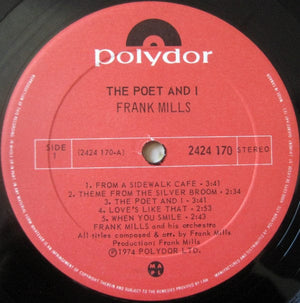 polydor
THE POET AND I
FRANK MILLS
SIDE
1
(2424 170-A)
2424 170 STEREO
1. FROM A SIDEWALK CAFE - 3:41
2. THEME FROM THE SILVER BROOM - 2:34
3. THE POET AND I - 3:41
4. LOVE'S LIKE THAT - 2:53
5. WHEN YOU SMILE - 2:43
FRANK MILLS and his orchestra
All titles composed & arr. by Frank Mills
Production: Frank Mills
℗ 1974 POLYDOR LTD.